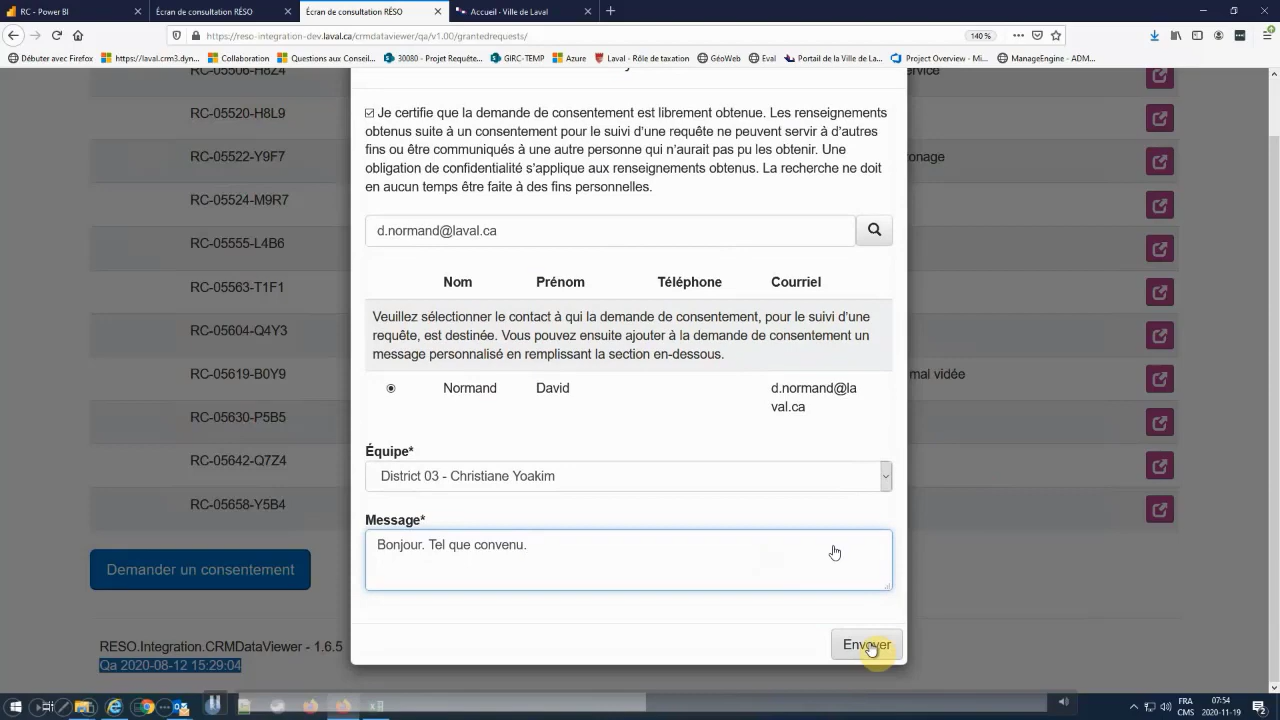 RC - Power BI
Écran de consultation RÉSO
Écran de consultation RÉSO
Accueil - Ville de Laval
https://reso-integration-dev.laval.ca/crmdataviewer/qa/v1.00/grantedrequests/
140 %
Débuter avec Firefox
https://laval.crm3.dyn...
Collaboration
Questions aux Conseil...
30080 - Projet Requête...
GIRC-TEMP
Azure
Laval - Rôle de taxation
GéoWeb
Eval
Portail de la Ville de La...
Project Overview - Mi...
ManageEngine - ADM...
RC-05506-H8Z4
RC-05520-H8L9
RC-05522-Y9F7
RC-05524-M9R7
RC-05555-L4B6
RC-05563-T1F1
RC-05604-Q4Y3
RC-05619-B0Y9
mal vidée
RC-05630-P5B5
RC-05642-Q7Z4
RC-05658-Y5B4
Je certifie que la demande de consentement est librement obtenue. Les renseignements
obtenus suite à un consentement pour le suivi d'une requête ne peuvent servir à d'autres
fins ou être communiqués à une autre personne qui n'aurait pas pu les obtenir. Une
obligation de confidentialité s'applique aux renseignements obtenus. La recherche ne doit
en aucun temps être faite à des fins personnelles.
d.normand@laval.ca
Nom Prénom Téléphone Courriel
Veuillez sélectionner le contact à qui la demande de consentement, pour le suivi d'une
requête, est destinée. Vous pouvez ensuite ajouter à la demande de consentement un
message personnalisé en remplissant la section en-dessous.
Normand David d.normand@la
val.ca
Équipe*
District 03 - Christiane Yoakim
Message*
Bonjour. Tel que convenu.
Envoyer
Demander un consentement
RESO.Integration.CRMDataViewer - 1.6.5
Qa 2020-08-12 15:29:04
FRA
CMS
07:54
2020-11-19
2